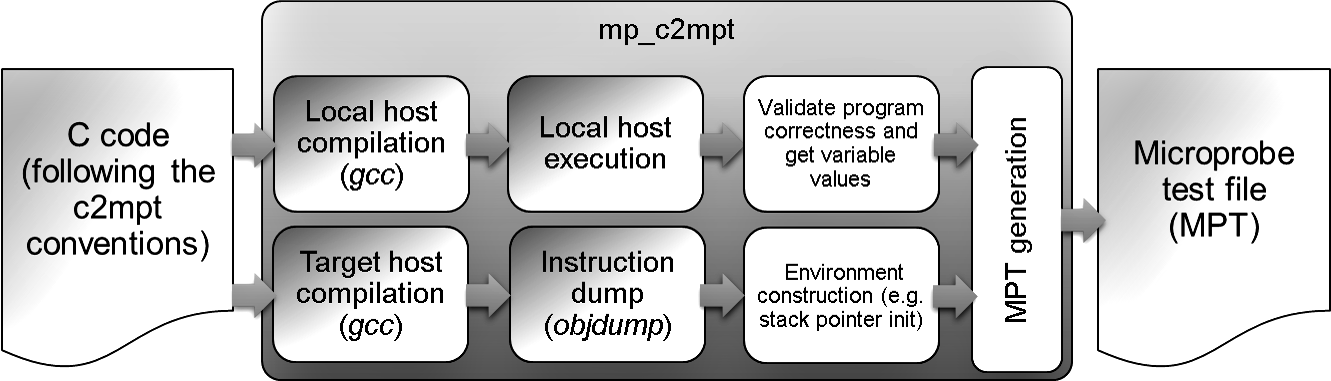 mp_c2mpt
C code
(following the
c2mpt
conventions)
Local host
compilation
(gcc)
Local host
execution
Validate program
correctness and
get variable
values
Target host
compilation
(gcc)
Instruction
dump
(objdump)
Environment
construction (e.g.
stack pointer init)
MPT generation
Microprobe
test file
(MPT)